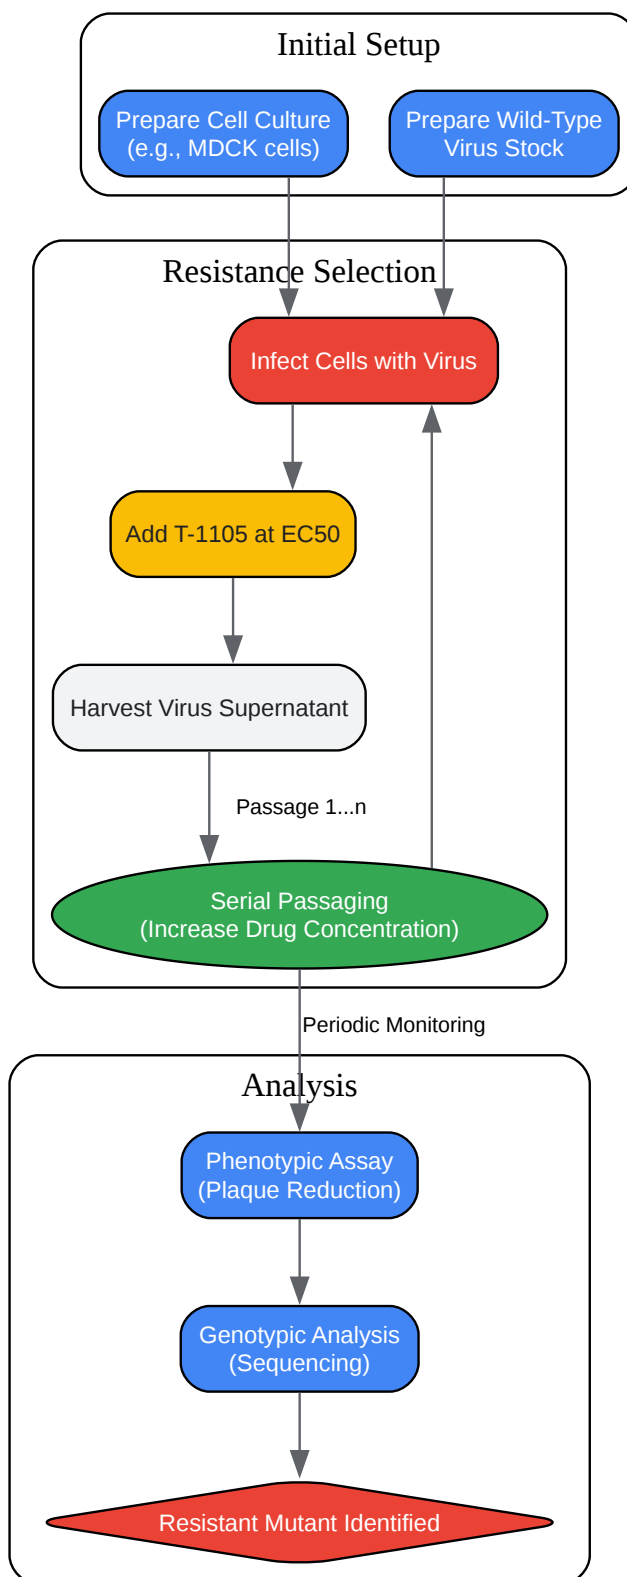 Initial Setup
Prepare Cell Culture
(e.g., MDCK cells)
Prepare Wild-Type
Virus Stock
Resistance Selection
Infect Cells with Virus
Add T-1105 at EC50
Harvest Virus Supernatant
Passage 1...n
Serial Passaging
(Increase Drug Concentration)
Periodic Monitoring
Analysis
Phenotypic Assay
(Plaque Reduction)
Genotypic Analysis
(Sequencing)
Resistant Mutant Identified